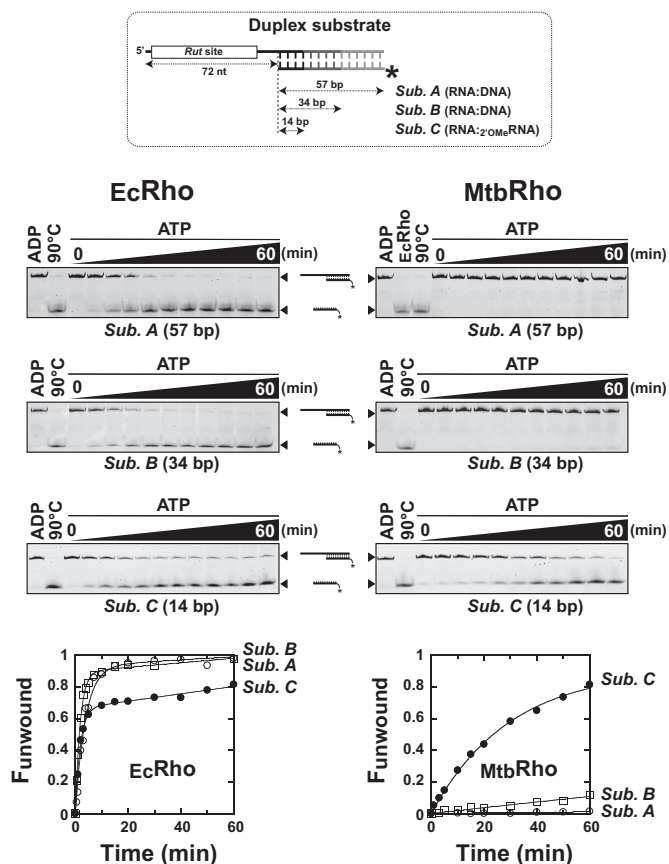 Duplex substrate
5'
Rut site
72 nt
*
57 bp
Sub. A (RNA:DNA)
34 bp
Sub. B (RNA:DNA)
14 bp
Sub. C (RNA:2'OMeRNA)
EcRho
MtbRho
ADP
90°C
ATP
0
60 (min)
*
*
Sub. A (57 bp)
ADP
EcRho
90°C
ATP
0
60 (min)
Sub. A (57 bp)
ADP
90°C
ATP
0
60 (min)
*
*
Sub. B (34 bp)
ADP
90°C
ATP
0
60 (min)
Sub. B (34 bp)
ADP
90°C
ATP
0
60 (min)
*
*
Sub. C (14 bp)
ADP
90°C
ATP
0
60 (min)
Sub. C (14 bp)
Funwound
1
0.8
0.6
0.4
0.2
0
0 20 40 60
Time (min)
EcRho
Sub. B
Sub. A
Sub. C
Funwound
1
0.8
0.6
0.4
0.2
0
0 20 40 60
Time (min)
MtbRho
Sub. C
Sub. B
Sub. A